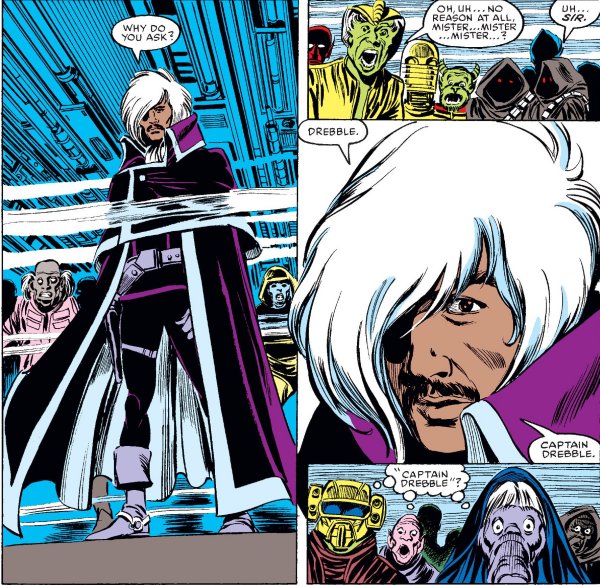 WHY DO
YOU ASK?
OH, UH... NO
REASON AT ALL,
MISTER... MISTER
...MISTER...?
UH...
SIR.
DREBBLE.
CAPTAIN
DREBBLE.
"CAPTAIN
DREBBLE"?